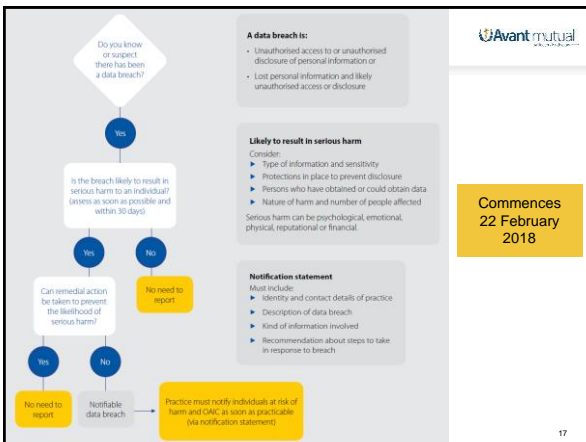 Do you know
or suspect
there has been
a data breach?
A data breach is:
• Unauthorised access to or unauthorised
disclosure of personal information or
• Lost personal information and likely
unauthorised access or disclosure
Avant mutual
Yes
Is the breach likely to result in
serious harm to an individual?
(assess as soon as possible and
within 30 days)
Likely to result in serious harm
Consider:
▶ Type of information and sensitivity
▶ Protections in place to prevent disclosure
▶ Persons who have obtained or could obtain data
▶ Nature of harm and number of people affected
Serious harm can be psychological, emotional,
physical, reputational or financial.
Commences
22 February
2018
Yes
No
Can remedial action
be taken to prevent
the likelihood of
serious harm?
No need to
report
Notification statement
Must include:
▶ Identity and contact details of practice
▶ Description of data breach
▶ Kind of information involved
▶ Recommendation about steps to take
in response to breach
Yes
No
No need to
report
Notifiable
data breach
Practice must notify individuals at risk of
harm and OAIC as soon as practicable
(via notification statement)
17